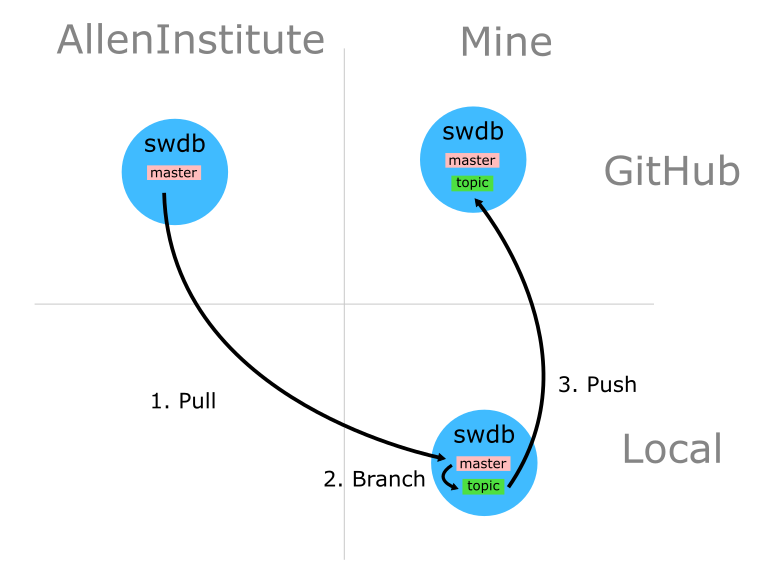 AllenInstitute
Mine
swdb
master
swdb
master
topic
GitHub
1. Pull
3. Push
swdb
master
topic
2. Branch
Local